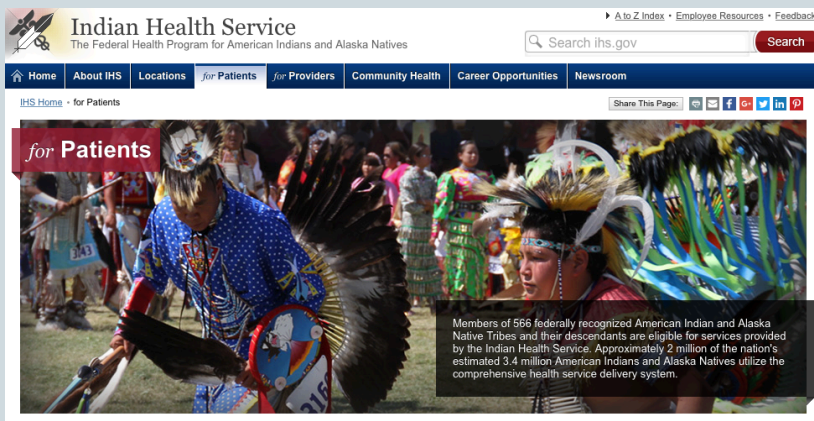 A to Z Index • Employee Resources • Feedback
Indian Health Service
The Federal Health Program for American Indians and Alaska Natives
Search ihs.gov
Search
Home
About IHS
Locations
for Patients
for Providers
Community Health
Career Opportunities
Newsroom
IHS Home • for Patients
Share This Page:
for Patients
3143
216
Members of 566 federally recognized American Indian and Alaska
Native Tribes and their descendants are eligible for services provided
by the Indian Health Service. Approximately 2 million of the nation's
estimated 3.4 million American Indians and Alaska Natives utilize the
comprehensive health service delivery system.